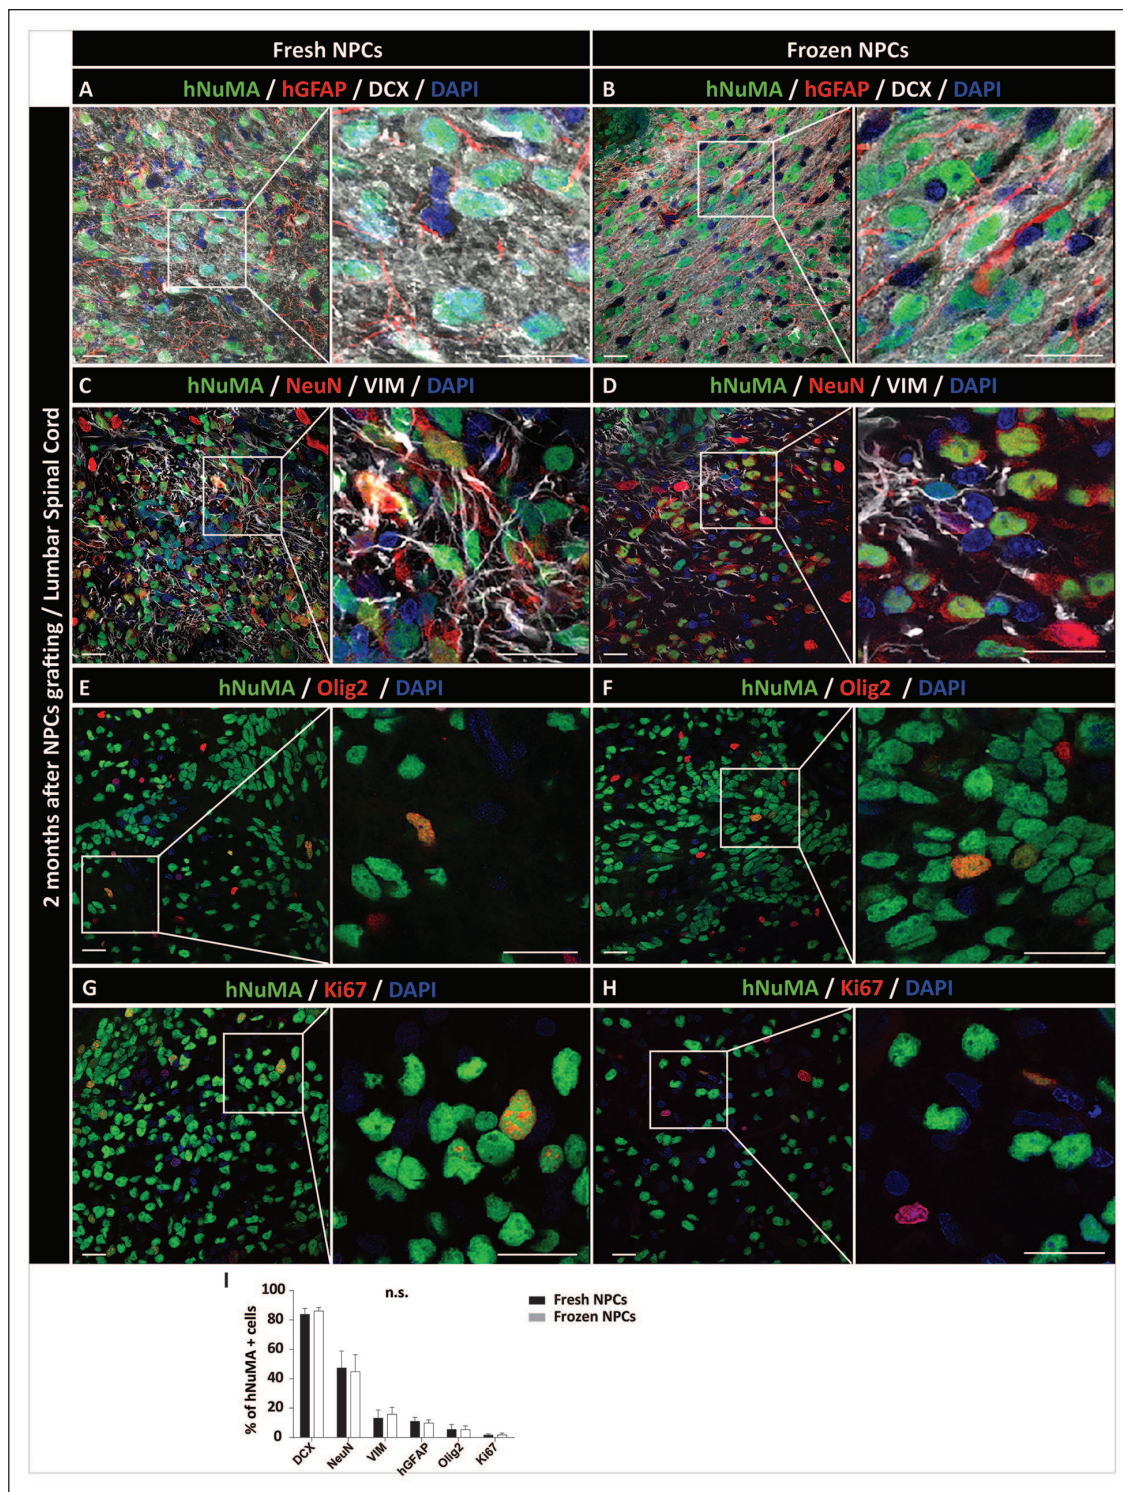 Fresh NPCs
Frozen NPCs
A hNuMA / hGFAP / DCX / DAPI
B hNuMA / hGFAP / DCX / DAPI
C hNuMA / NeuN / VIM / DAPI
D hNuMA / NeuN / VIM / DAPI
E hNuMA / Olig2 / DAPI
F hNuMA / Olig2 / DAPI
G hNuMA / Ki67 / DAPI
H hNuMA / Ki67 / DAPI
2 months after NPCs grafting / Lumbar Spinal Cord
I
% of hNuMA + cells
100
80
60
40
20
0
n.s.
Fresh NPCs
Frozen NPCs
DCX
NeuN
VIM
hGFAP
Olig2
Ki67